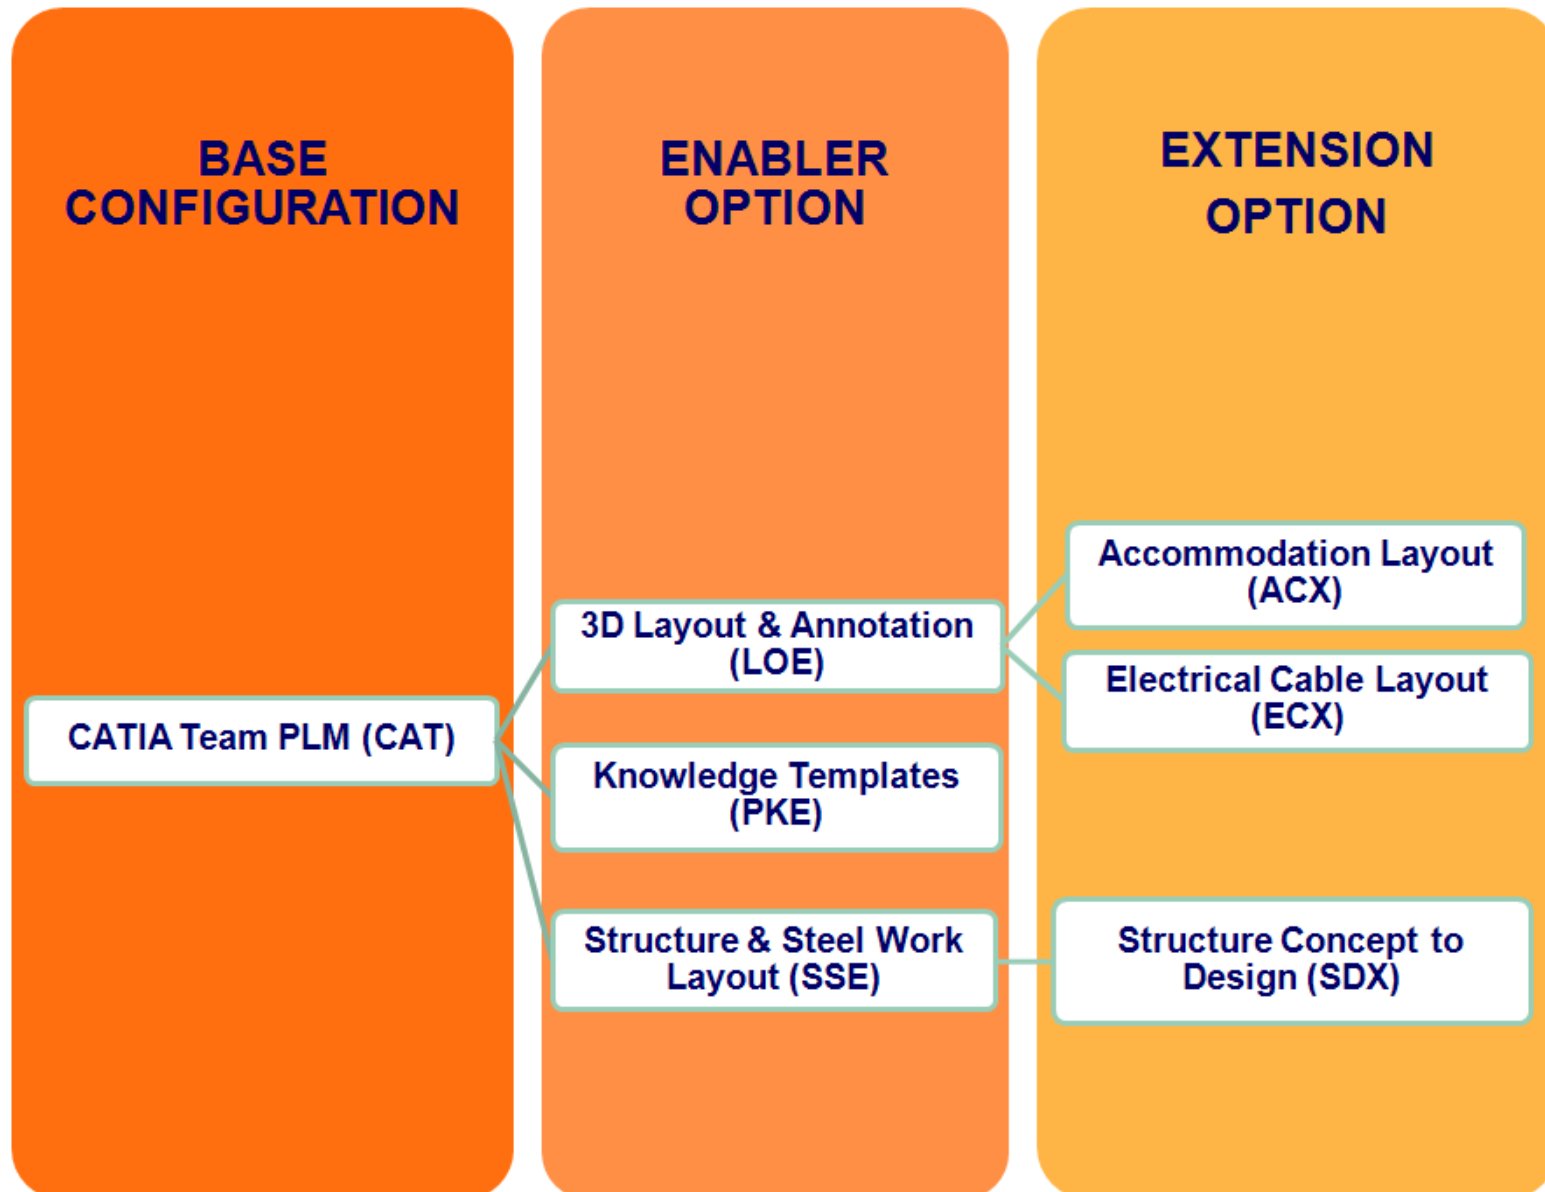 BASE
CONFIGURATION
ENABLER
OPTION
EXTENSION
OPTION
CATIA Team PLM (CAT)
3D Layout & Annotation
(LOE)
Knowledge Templates
(PKE)
Structure & Steel Work
Layout (SSE)
Accommodation Layout
(ACX)
Electrical Cable Layout
(ECX)
Structure Concept to
Design (SDX)